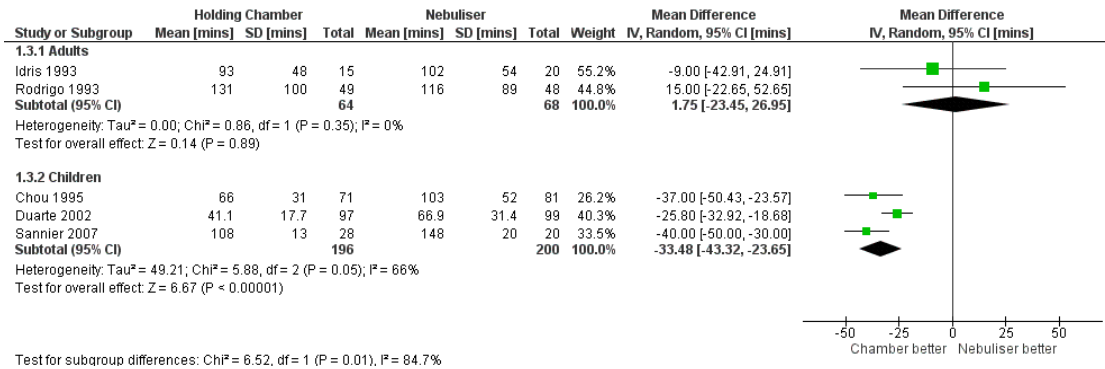 Holding Chamber Nebuliser Mean Difference Mean Difference
Study or Subgroup Mean [mins] SD [mins] Total Mean [mins] SD [mins] Total Weight IV, Random, 95% CI [mins] IV, Random, 95% CI [mins]
1.3.1 Adults
Idris 1993 93 48 15 102 54 20 55.2% -9.00 [-42.91, 24.91]
Rodrigo 1993 131 100 49 116 89 48 44.8% 15.00 [-22.65, 52.65]
Subtotal (95% CI) 64 68 100.0% 1.75 [-23.45, 26.95]
Heterogeneity: Tau² = 0.00; Chi² = 0.86, df = 1 (P = 0.35); I² = 0%
Test for overall effect: Z = 0.14 (P = 0.89)
1.3.2 Children
Chou 1995 66 31 71 103 52 81 26.2% -37.00 [-50.43, -23.57]
Duarte 2002 41.1 17.7 97 66.9 31.4 99 40.3% -25.80 [-32.92, -18.68]
Sannier 2007 108 13 28 148 20 20 33.5% -40.00 [-50.00, -30.00]
Subtotal (95% CI) 196 200 100.0% -33.48 [-43.32, -23.65]
Heterogeneity: Tau² = 49.21; Chi² = 5.88, df = 2 (P = 0.05); I² = 66%
Test for overall effect: Z = 6.67 (P < 0.00001)
-50 -25 0 25 50
Chamber better Nebuliser better
Test for subgroup differences: Chi² = 6.52, df = 1 (P = 0.01), I² = 84.7%